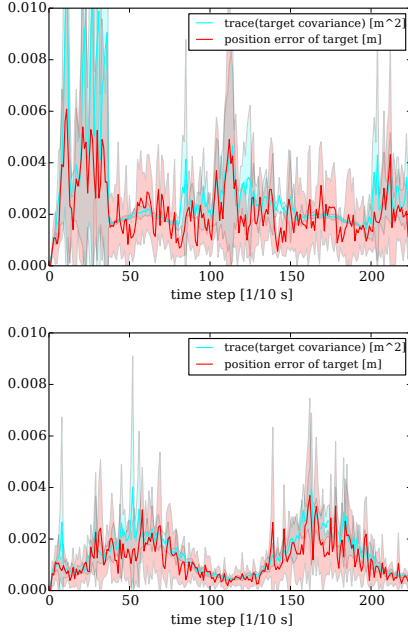 0.010
trace(target covariance) [m^2]
position error of target [m]
0.008
0.006
0.004
0.002
0.000
0 50 100 150 200
time step [1/10 s]
0.010
trace(target covariance) [m^2]
position error of target [m]
0.008
0.006
0.004
0.002
0.000
0 50 100 150 200
time step [1/10 s]